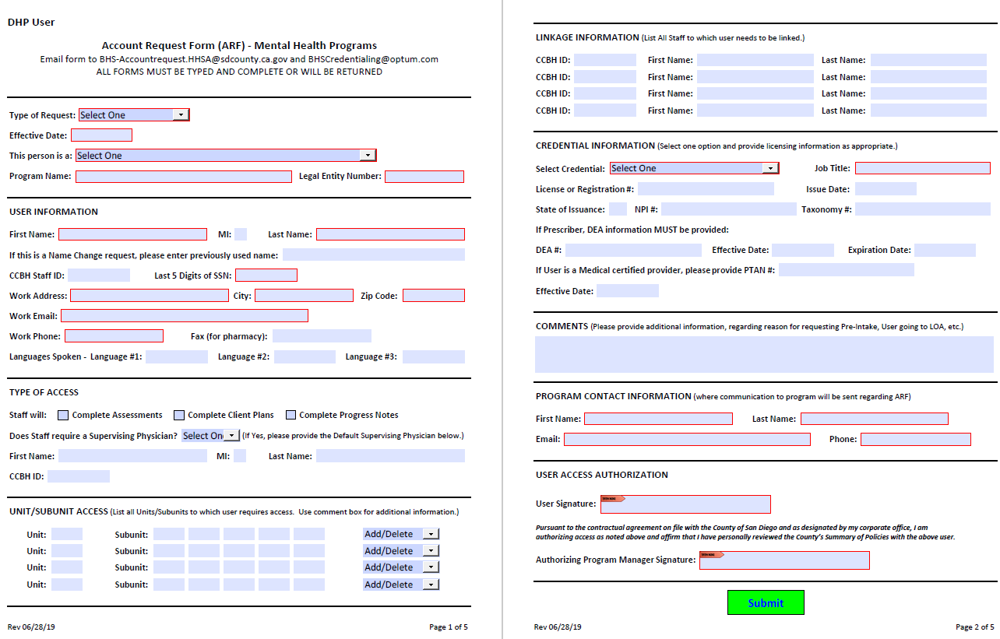 DHP User
Account Request Form (ARF) - Mental Health Programs
Email form to BHS-Accountrequest.HHSA@sdcounty.ca.gov and BHSCredentialing@optum.com
ALL FORMS MUST BE TYPED AND COMPLETE OR WILL BE RETURNED
Type of Request: Select One
Effective Date:
This person is a: Select One
Program Name: Legal Entity Number:
USER INFORMATION
First Name: MI: Last Name:
If this is a Name Change request, please enter previously used name:
CCBH Staff ID: Last 5 Digits of SSN:
Work Address: City: Zip Code:
Work Email:
Work Phone: Fax (for pharmacy):
Languages Spoken - Language #1: Language #2: Language #3:
TYPE OF ACCESS
Staff will: Complete Assessments Complete Client Plans Complete Progress Notes
Does Staff require a Supervising Physician? Select On (If Yes, please provide the Default Supervising Physician below.)
First Name: MI: Last Name:
CCBH ID:
UNIT/SUBUNIT ACCESS (List all Units/Subunits to which user requires access. Use comment box for additional information.)
Unit: Subunit: Add/Delete
Unit: Subunit: Add/Delete
Unit: Subunit: Add/Delete
Unit: Subunit: Add/Delete
Rev 06/28/19 Page 1 of 5
LINKAGE INFORMATION (List All Staff to which user needs to be linked.)
CCBH ID: First Name: Last Name:
CCBH ID: First Name: Last Name:
CCBH ID: First Name: Last Name:
CCBH ID: First Name: Last Name:
CREDENTIAL INFORMATION (Select one option and provide licensing information as appropriate.)
Select Credential: Select One Job Title:
License or Registration #: Issue Date:
State of Issuance: NPI #: Taxonomy #:
If Prescriber, DEA information MUST be provided:
DEA #: Effective Date: Expiration Date:
If User is a Medical certified provider, please provide PTAN #:
Effective Date:
COMMENTS (Please provide additional information, regarding reason for requesting Pre-Intake, User going to LOA, etc.)
PROGRAM CONTACT INFORMATION (where communication to program will be sent regarding ARF)
First Name: Last Name:
Email: Phone:
USER ACCESS AUTHORIZATION
User Signature:
Pursuant to the contractual agreement on file with the County of San Diego and as designated by my corporate office, I am
authorizing access as noted above and affirm that I have personally reviewed the County's Summary of Policies with the above user.
Authorizing Program Manager Signature:
Submit
Rev 06/28/19 Page 2 of 5